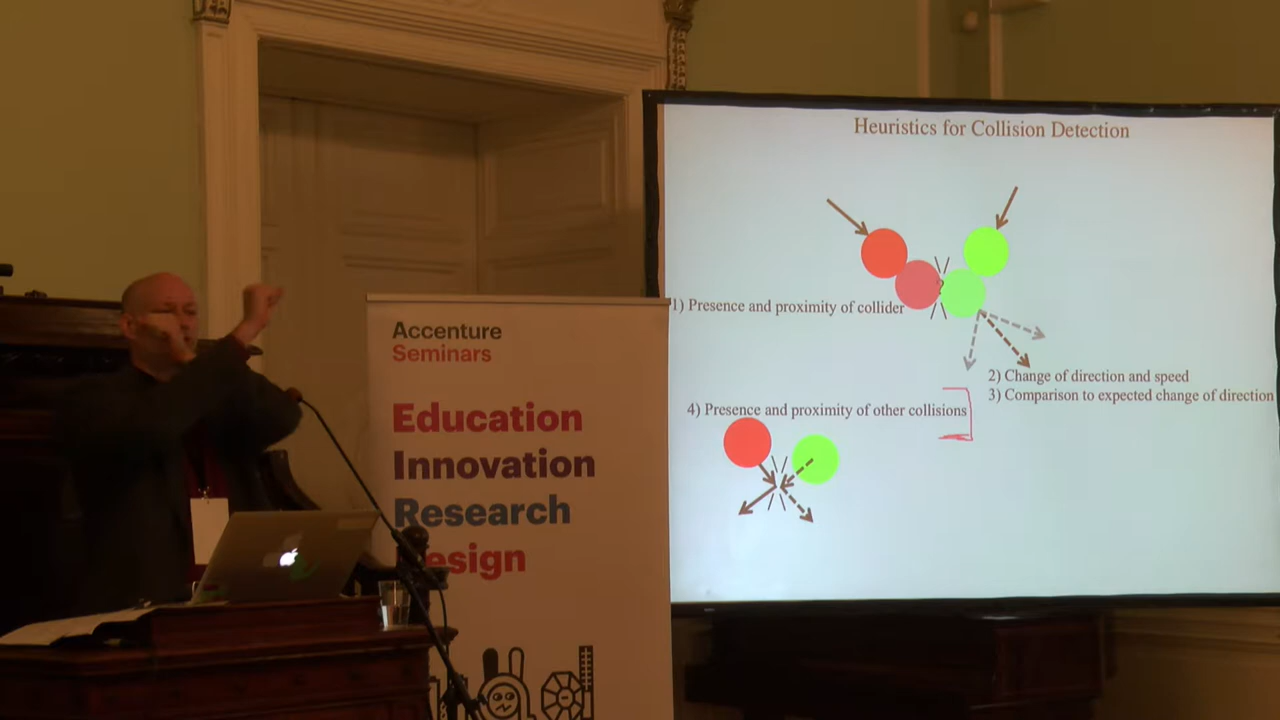 Accenture
Seminars
Education
Innovation
Research
Design
Heuristics for Collision Detection
?
1) Presence and proximity of collider
2) Change of direction and speed
3) Comparison to expected change of direction
4) Presence and proximity of other collisions